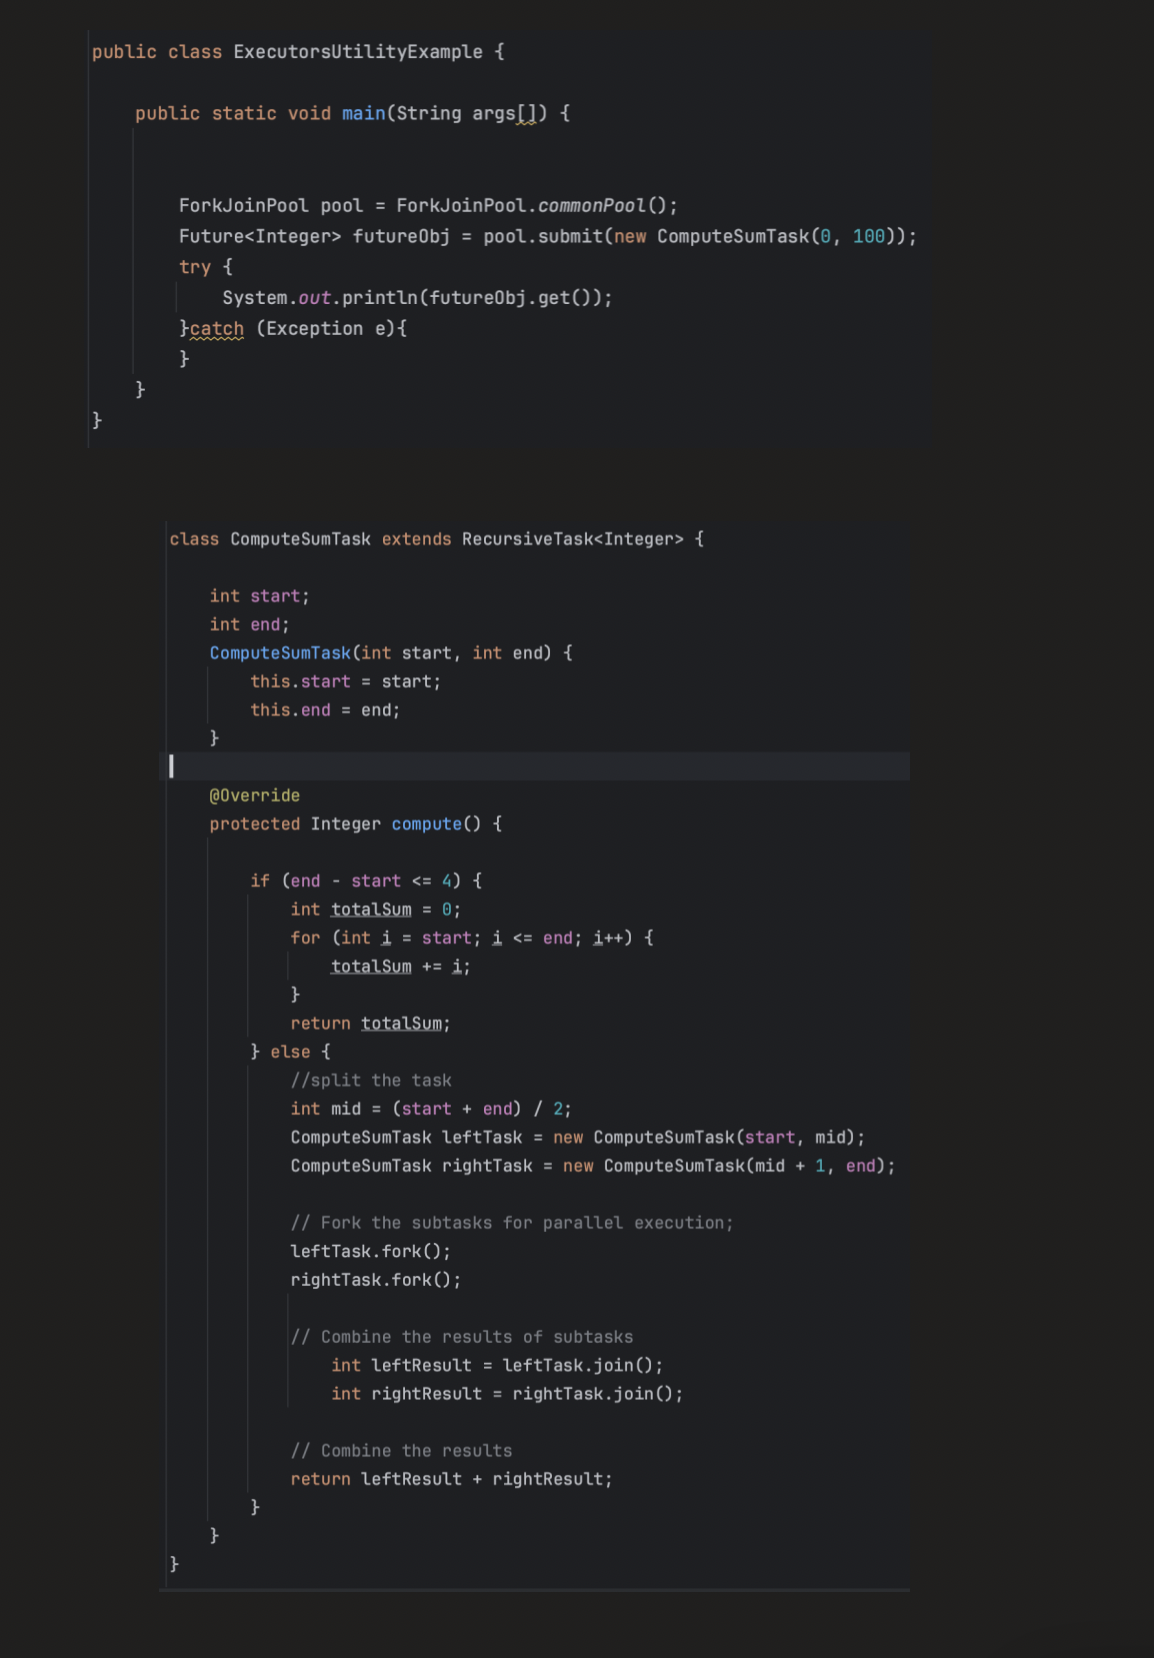 public class ExecutorsUtilityExample {
public static void main(String args[]) {
ForkJoinPool pool = ForkJoinPool.commonPool();
Future<Integer> futureObj = pool.submit(new ComputeSumTask(0, 100));
try {
System.out.println(futureObj.get());
}catch (Exception e){
}
}
}
class ComputeSumTask extends RecursiveTask<Integer> {
int start;
int end;
ComputeSumTask(int start, int end) {
this.start = start;
this.end = end;
}
@Override
protected Integer compute() {
if (end - start <= 4) {
int totalSum = 0;
for (int i = start; i <= end; i++) {
totalSum += i;
}
return totalSum;
} else {
//split the task
int mid = (start + end) / 2;
ComputeSumTask leftTask = new ComputeSumTask(start, mid);
ComputeSumTask rightTask = new ComputeSumTask(mid + 1, end);
// Fork the subtasks for parallel execution;
leftTask.fork();
rightTask.fork();
// Combine the results of subtasks
int leftResult = leftTask.join();
int rightResult = rightTask.join();
// Combine the results
return leftResult + rightResult;
}
}
}